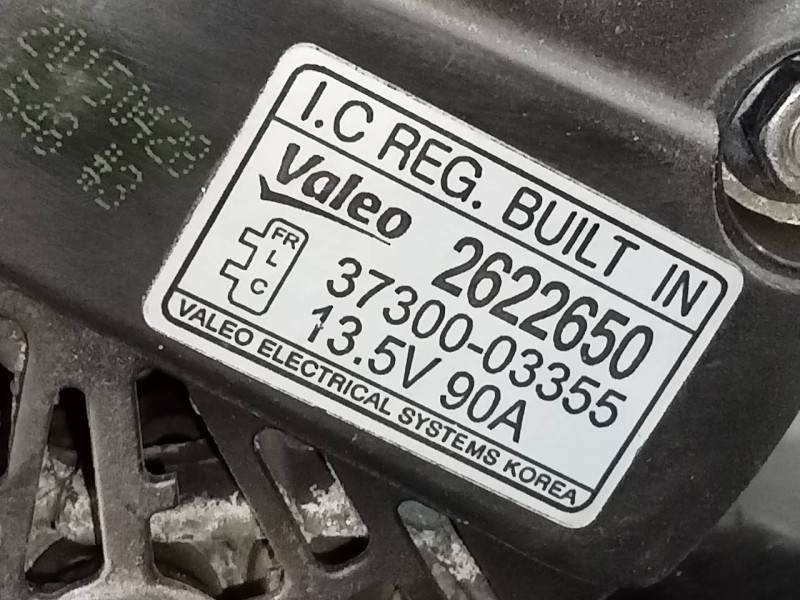 I.C REG. BUILT IN
Valeo
2622650
FR
L
C
37300-03355
13.5V 90A
VALEO ELECTRICAL SYSTEMS KOREA